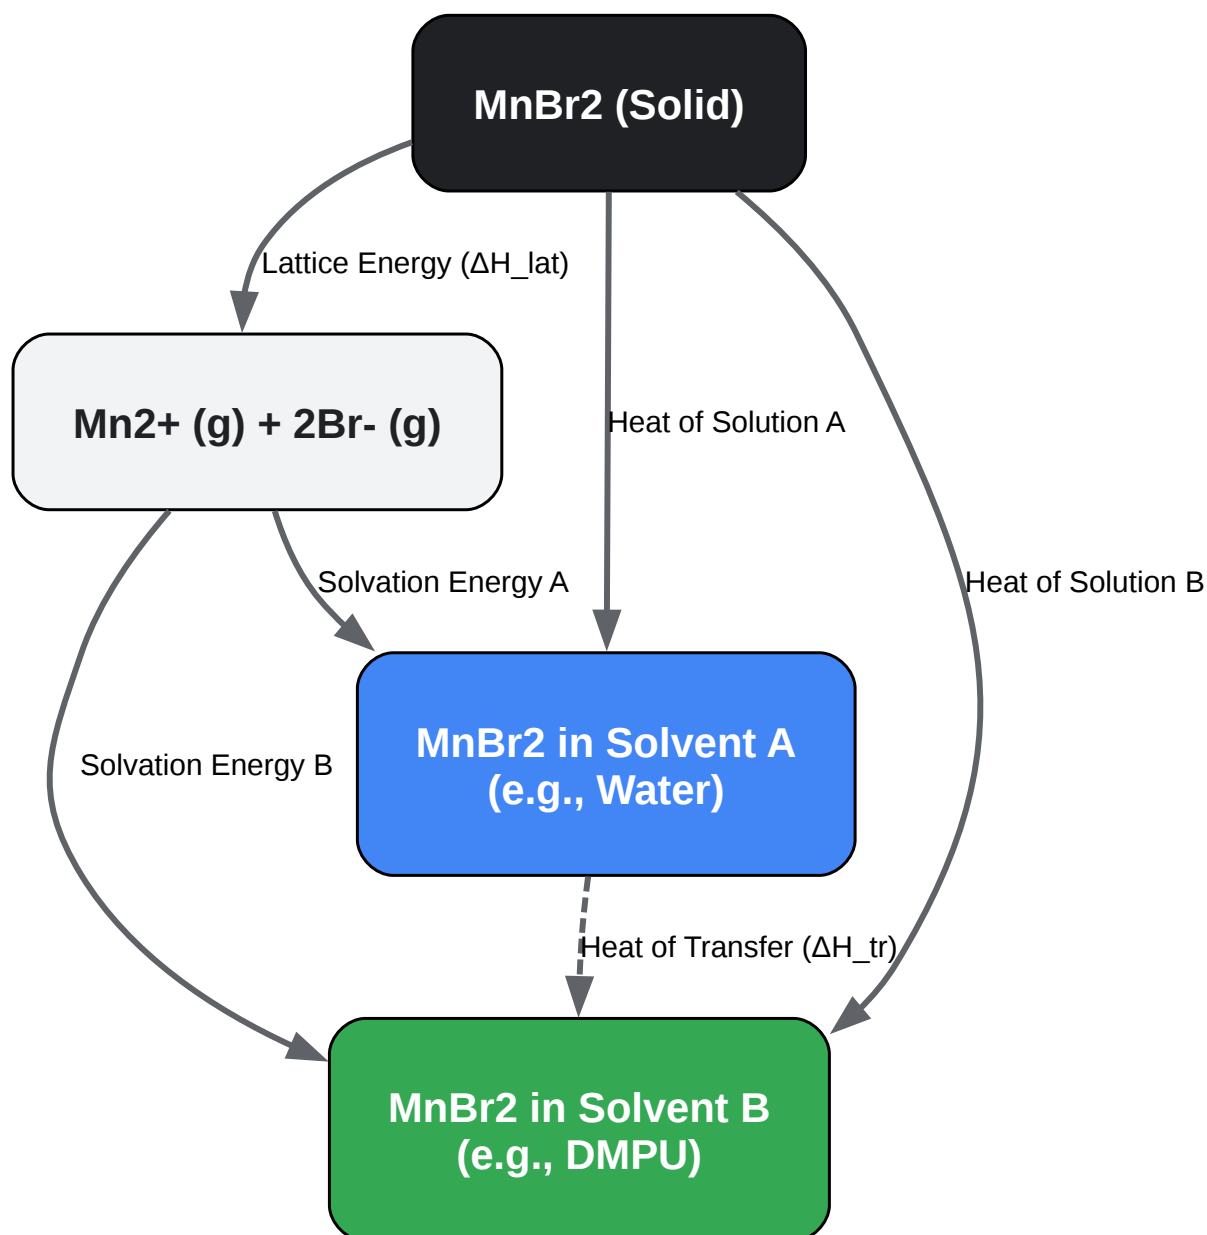 MnBr2 (Solid)
Lattice Energy (ΔH_lat)
Mn2+ (g) + 2Br- (g)
Heat of Solution A
Solvation Energy A
Heat of Solution B
MnBr2 in Solvent A
(e.g., Water)
Solvation Energy B
Heat of Transfer (ΔH_tr)
MnBr2 in Solvent B
(e.g., DMPU)